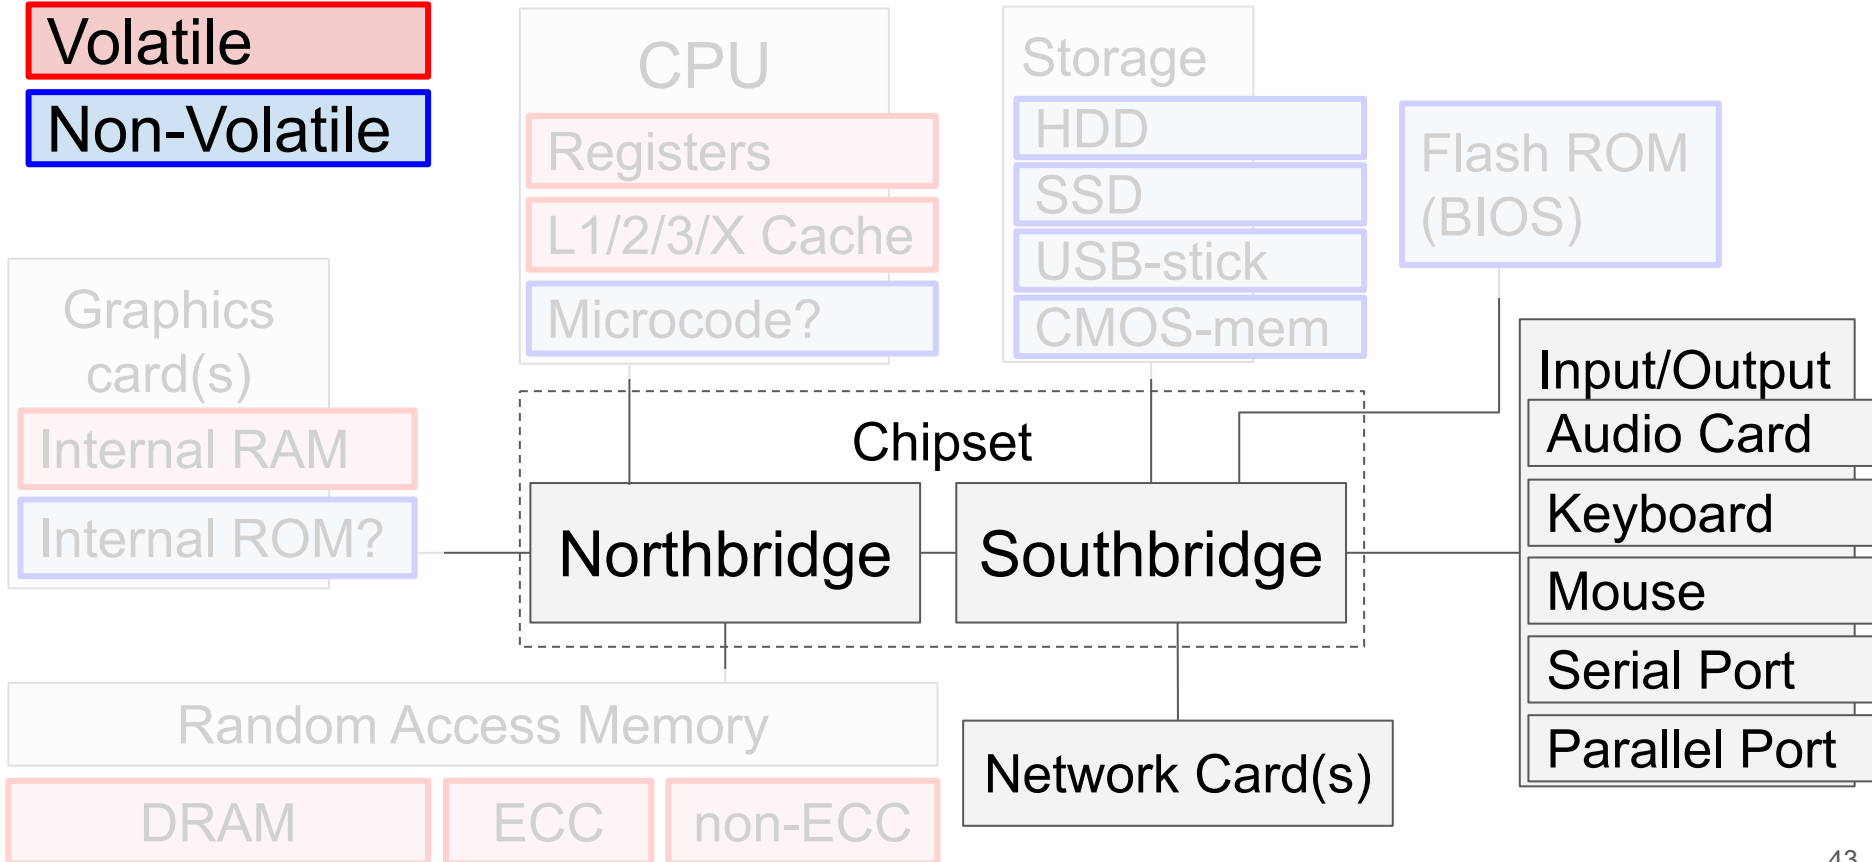 Volatile
Non-Volatile
CPU
Registers
L1/2/3/X Cache
Microcode?
Storage
HDD
SSD
USB-stick
CMOS-mem
Flash ROM
(BIOS)
Graphics
card(s)
Internal RAM
Internal ROM?
Chipset
Northbridge
Southbridge
Input/Output
Audio Card
Keyboard
Mouse
Serial Port
Parallel Port
Random Access Memory
DRAM
ECC
non-ECC
Network Card(s)
43